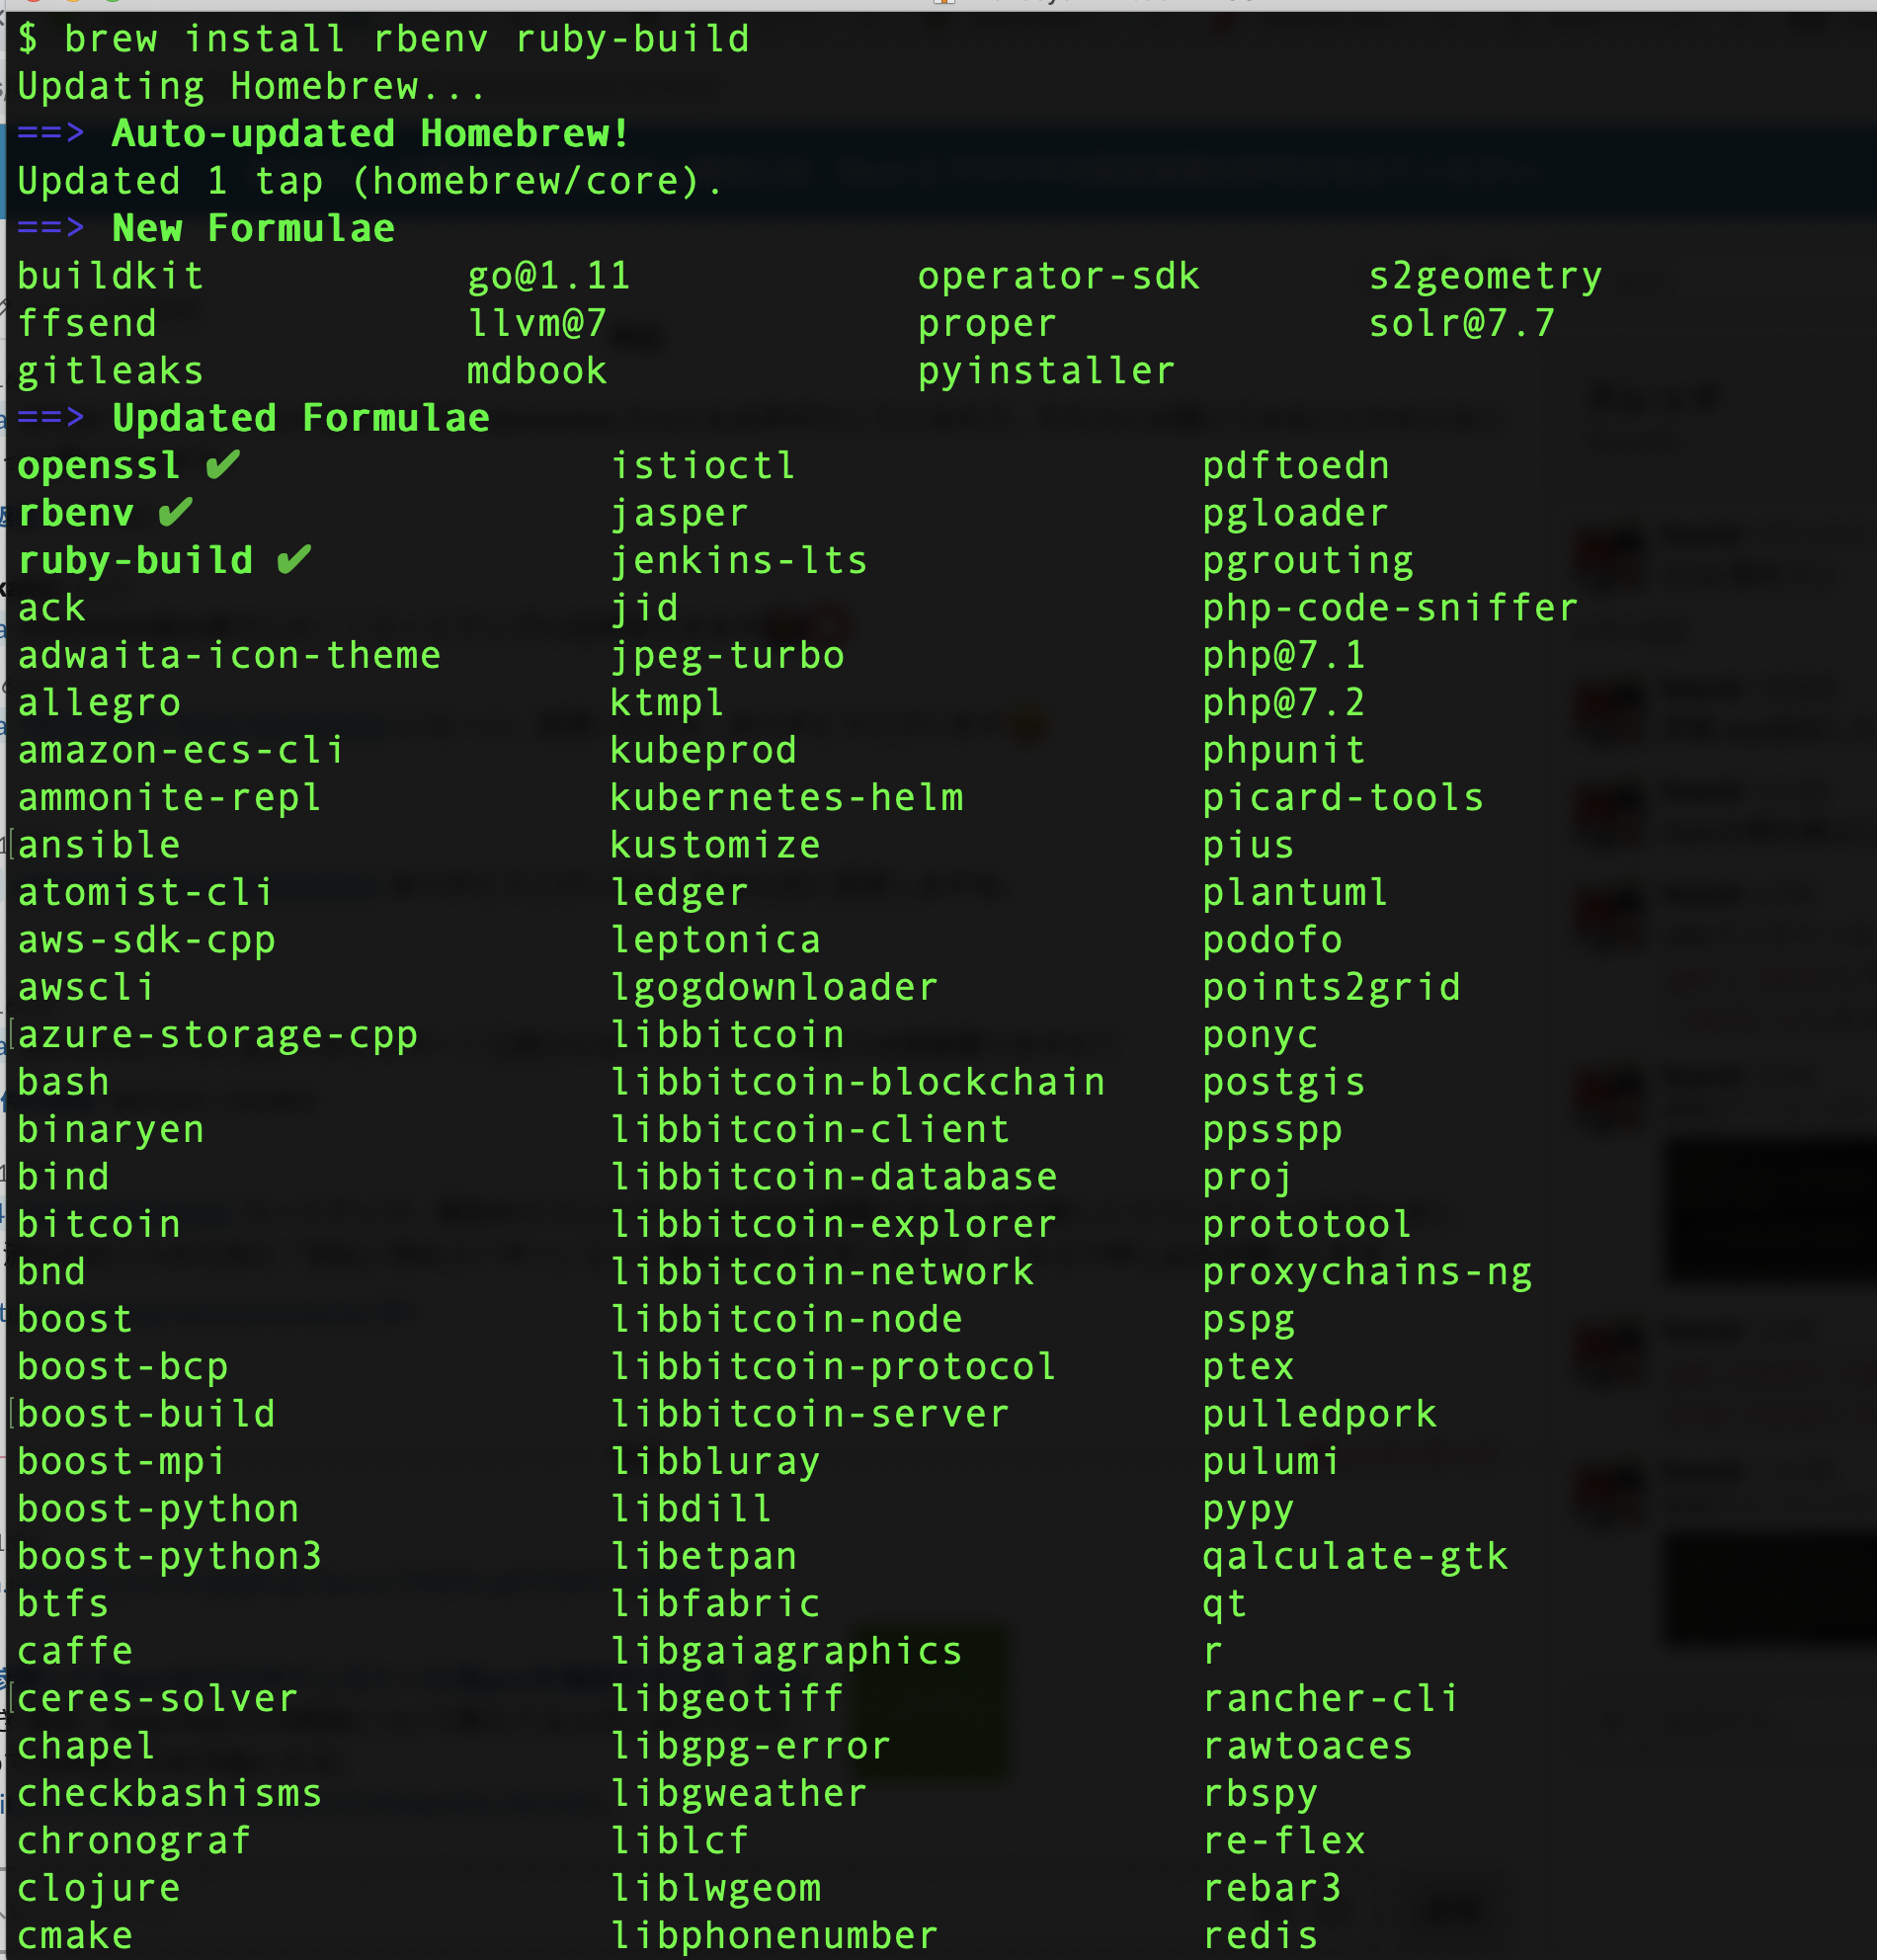 $ brew install rbenv ruby-build
Updating Homebrew...
==> Auto-updated Homebrew!
Updated 1 tap (homebrew/core).
==> New Formulae
buildkit go@1.11 operator-sdk s2geometry
ffsend llvm@7 proper solr@7.7
gitleaks mdbook pyinstaller
==> Updated Formulae
openssl ✔ istioctl pdftoedn
rbenv ✔ jasper pgloader
ruby-build ✔ jenkins-lts pgrouting
ack jid php-code-sniffer
adwaita-icon-theme jpeg-turbo php@7.1
allegro ktmpl php@7.2
amazon-ecs-cli kubeprod phpunit
ammonite-repl kubernetes-helm picard-tools
ansible kustomize pius
atomist-cli ledger plantuml
aws-sdk-cpp leptonica podofo
awscli lgogdownloader points2grid
azure-storage-cpp libbitcoin ponyc
bash libbitcoin-blockchain postgis
binaryen libbitcoin-client ppsspp
bind libbitcoin-database proj
bitcoin libbitcoin-explorer prototool
bnd libbitcoin-network proxychains-ng
boost libbitcoin-node pspg
boost-bcp libbitcoin-protocol ptex
boost-build libbitcoin-server pulledpork
boost-mpi libbluray pulumi
boost-python libdill pypy
boost-python3 libetpan qalculate-gtk
btfs libfabric qt
caffe libgaiagraphics r
ceres-solver libgeotiff rancher-cli
chapel libgpg-error rawtoaces
checkbashisms libgweather rbspy
chronograf liblcf re-flex
clojure liblwgeom rebar3
cmake libphonenumber redis